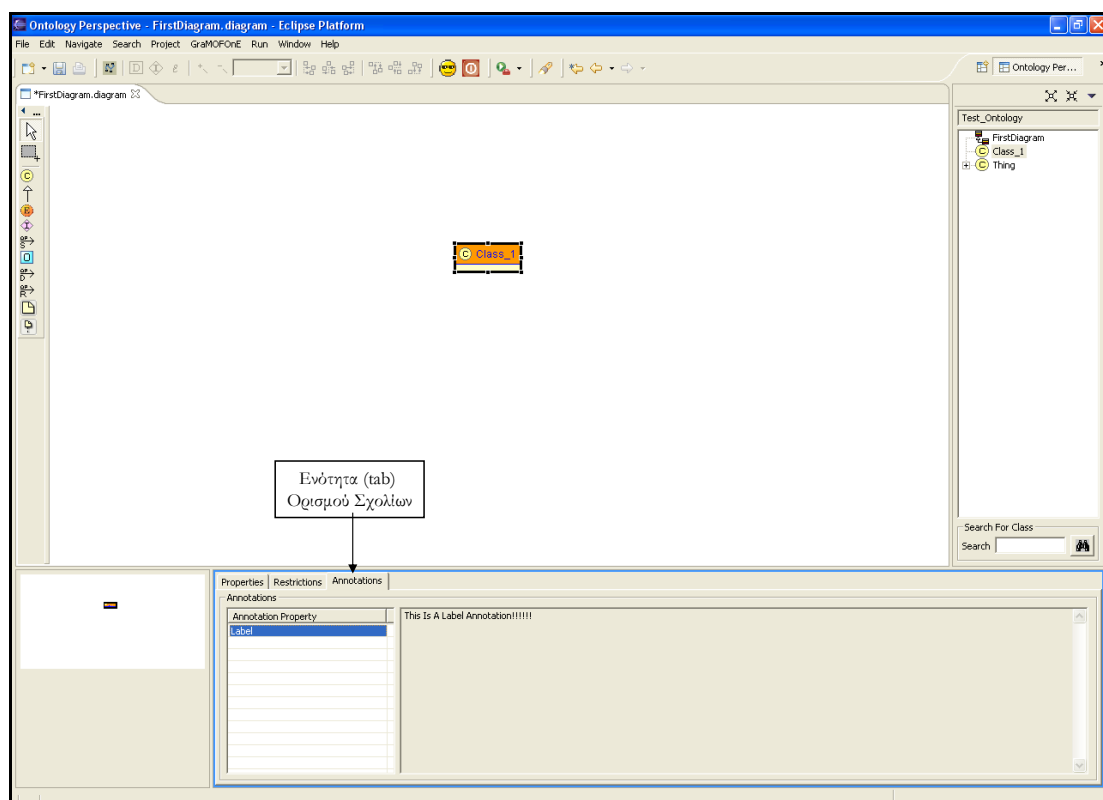 Ontology Perspective - FirstDiagram.diagram - Eclipse Platform
File Edit Navigate Search Project GraMOFOnE Run Window Help
Ontology Per...
*FirstDiagram.diagram
Test_Ontology
FirstDiagram
Class_1
Thing
Class_1
Ενότητα (tab)
Ορισμού Σχολίων
Search For Class
Search
Properties Restrictions Annotations
Annotations
Annotation Property
This Is A Label Annotation!!!!!!
Label